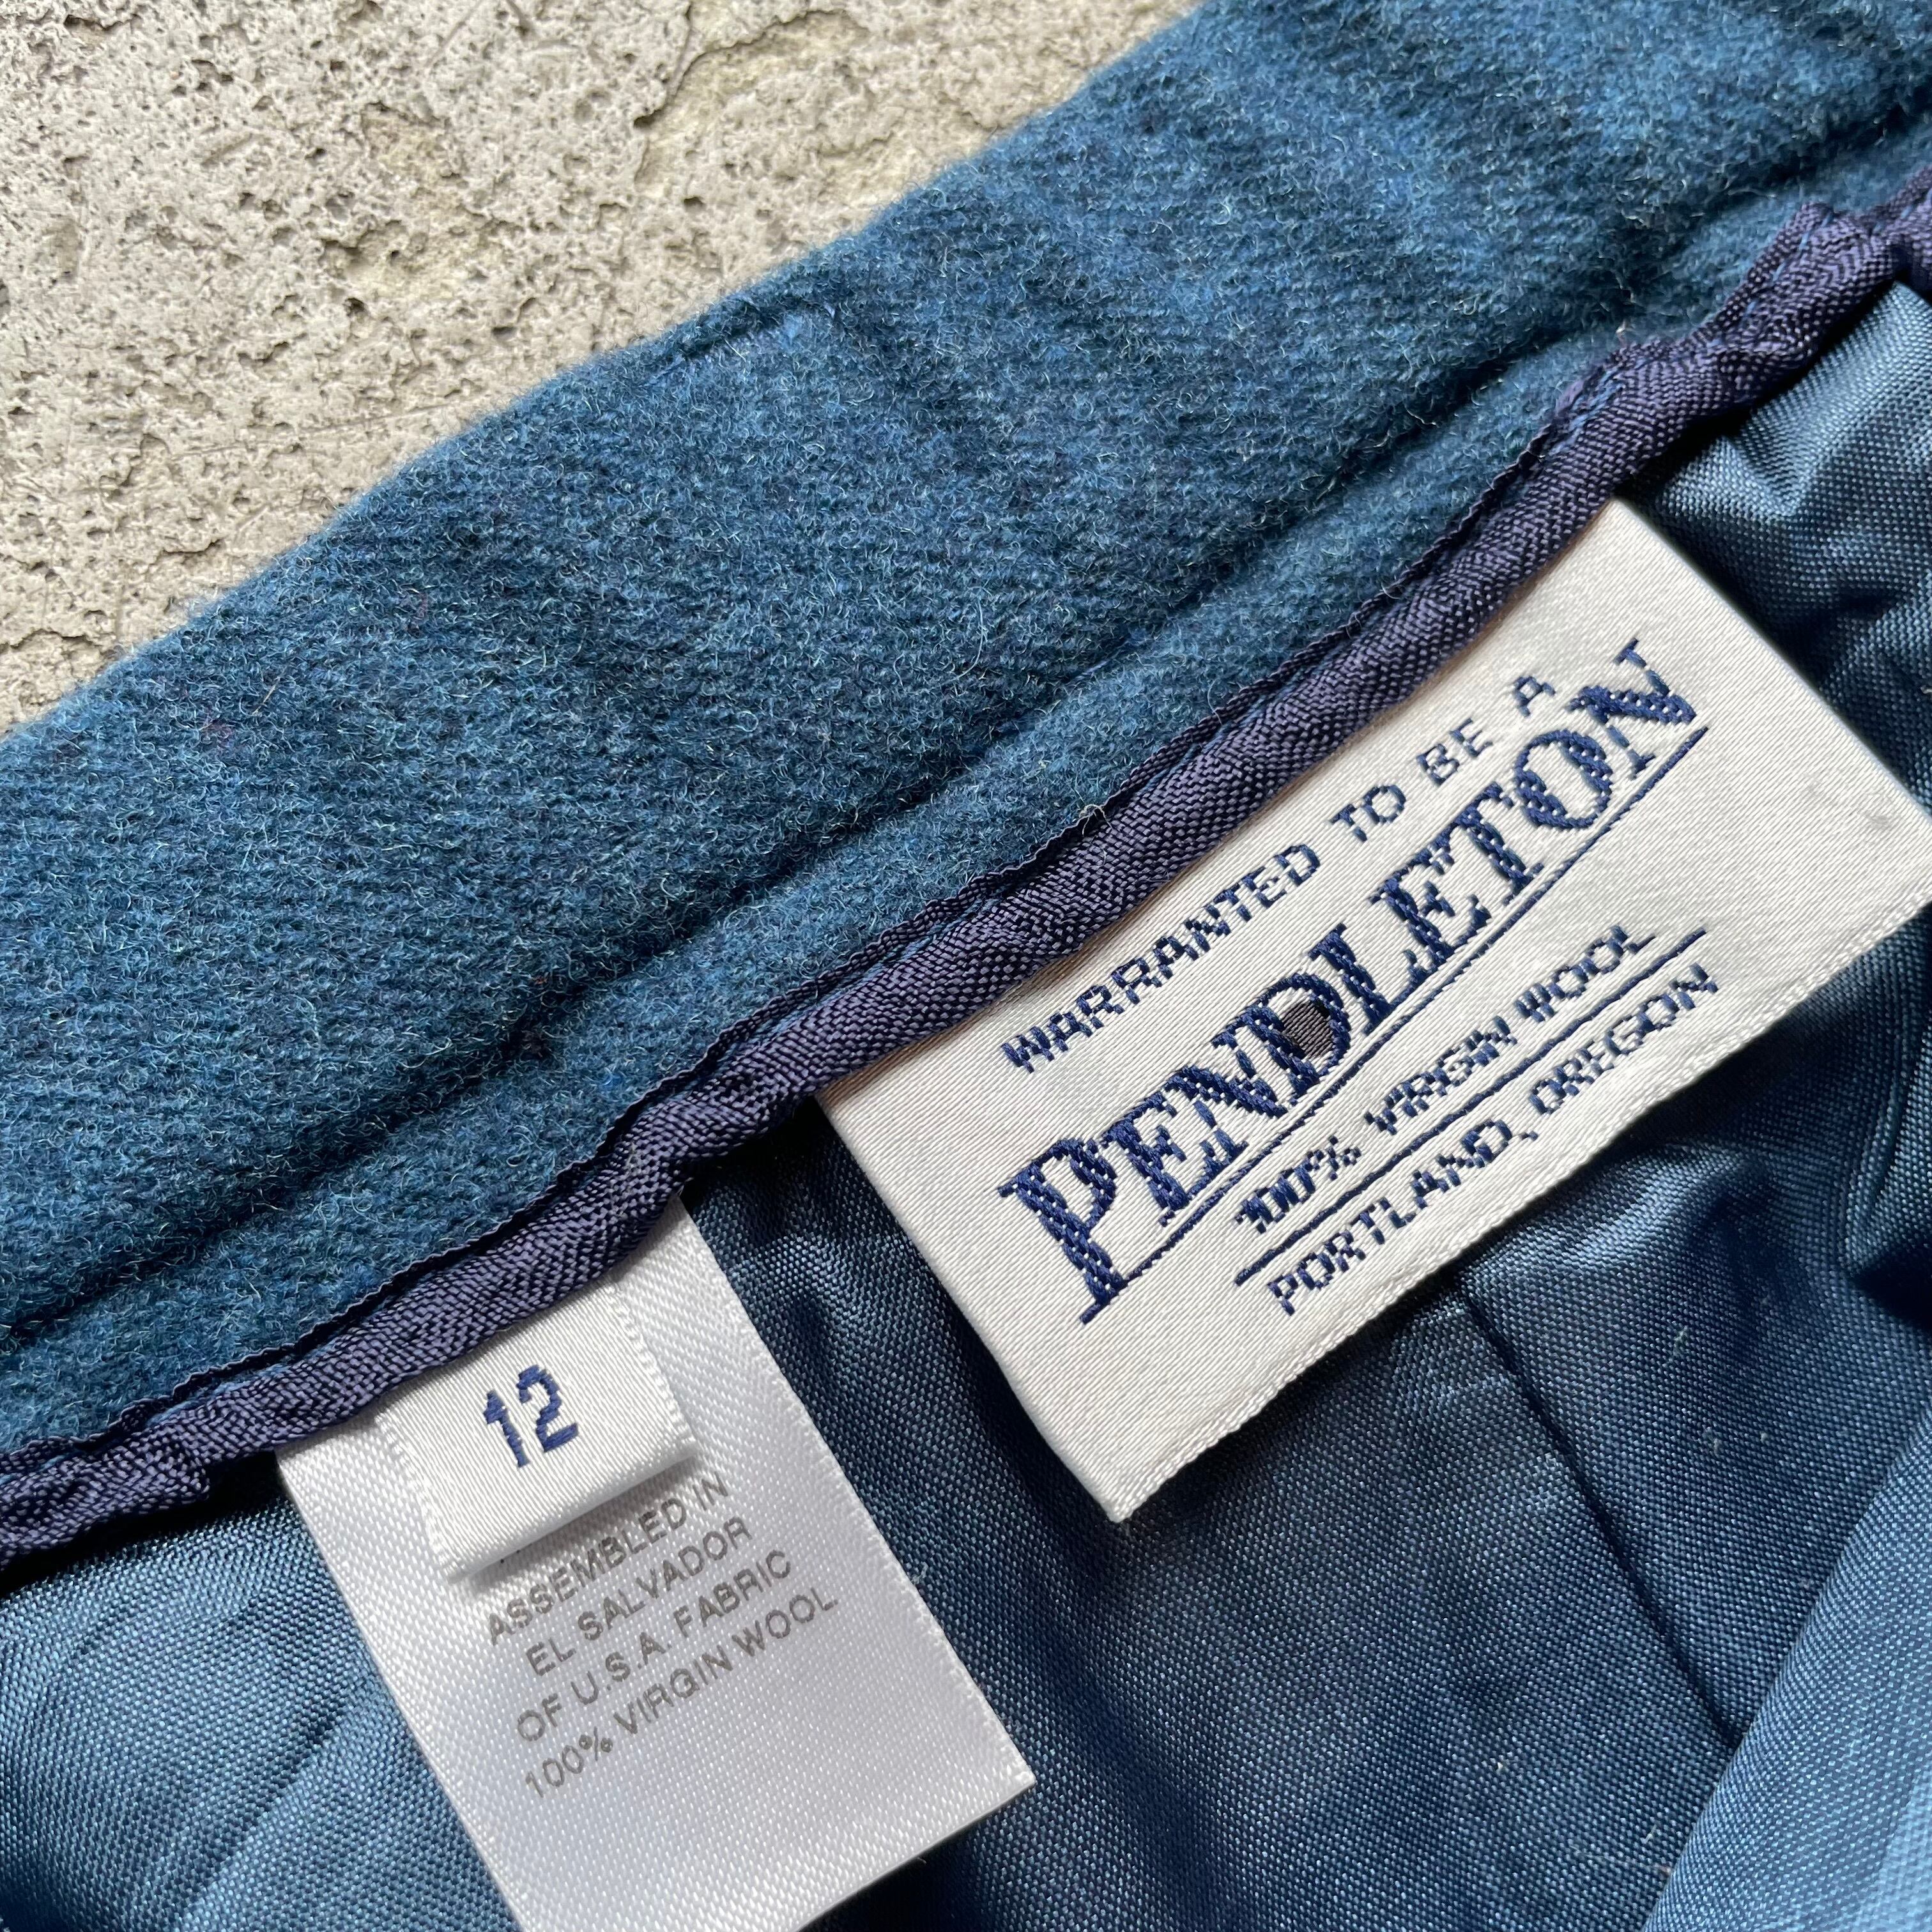 WARRANTED TO BE A
PENDLETON
100% VIRGIN WOOL
PORTLAND, OREGON
12
ASSEMBLED IN
EL SALVADOR
OF U.S.A. FABRIC
100% VIRGIN WOOL